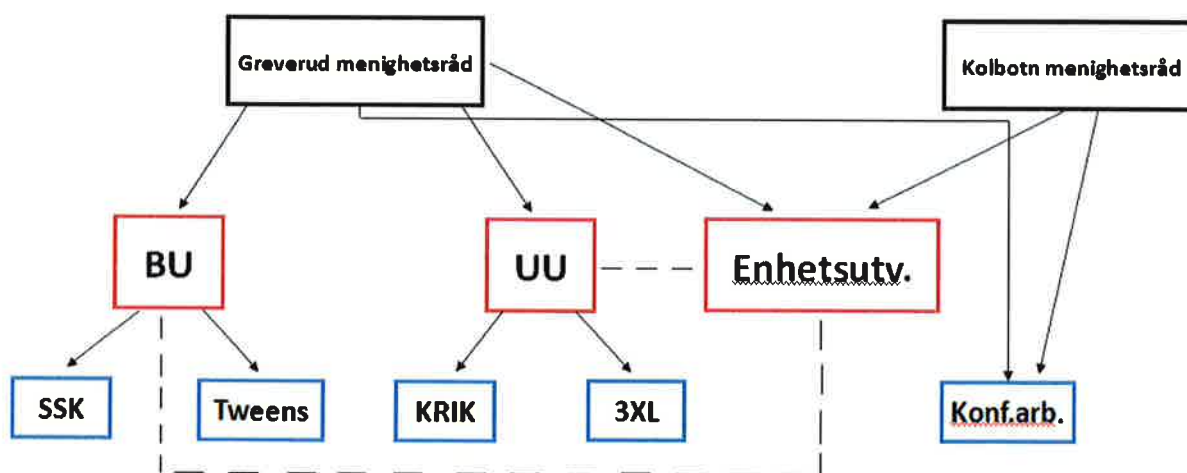 Greverud menighetsråd
Kolbotn menighetsråd
BU
UU
Enhetsutv.
SSK
Tweens
KRIK
3XL
Konf.arb.